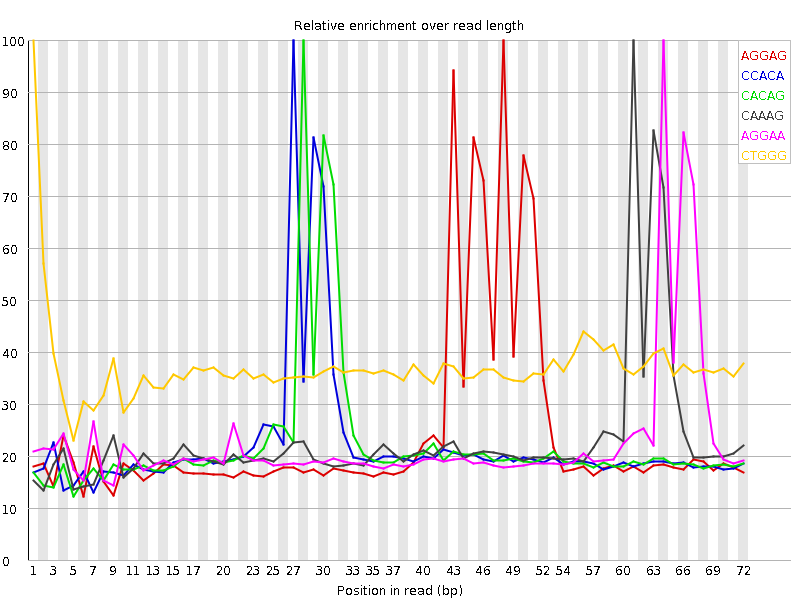 Relative enrichment over read length
100
90
80
70
60
50
40
30
20
10
0
AGGAG
CCACA
CACAG
CAAAG
AGGAA
CTGGG
1 3 5 7 9 11 13 15 17 20 23 25 27 30 33 35 37 40 43 46 49 52 54 57 60 63 66 69 72
Position in read (bp)